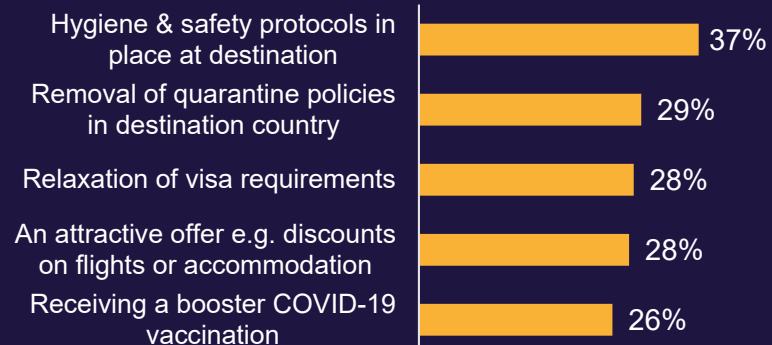 Hygiene & safety protocols in
place at destination
37%
Removal of quarantine policies
in destination country
29%
Relaxation of visa requirements
28%
An attractive offer e.g. discounts
on flights or accommodation
28%
Receiving a booster COVID-19
vaccination
26%